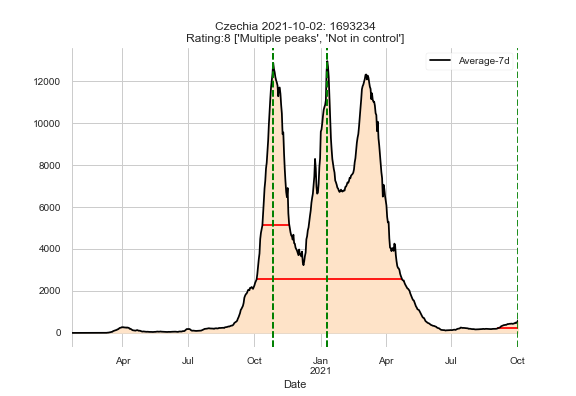 Czechia 2021-10-02: 1693234
Rating:8 ['Multiple peaks', 'Not in control']
Average-7d
12000
10000
8000
6000
4000
2000
0
Apr Jul Oct Jan Apr Jul Oct
2021
Date